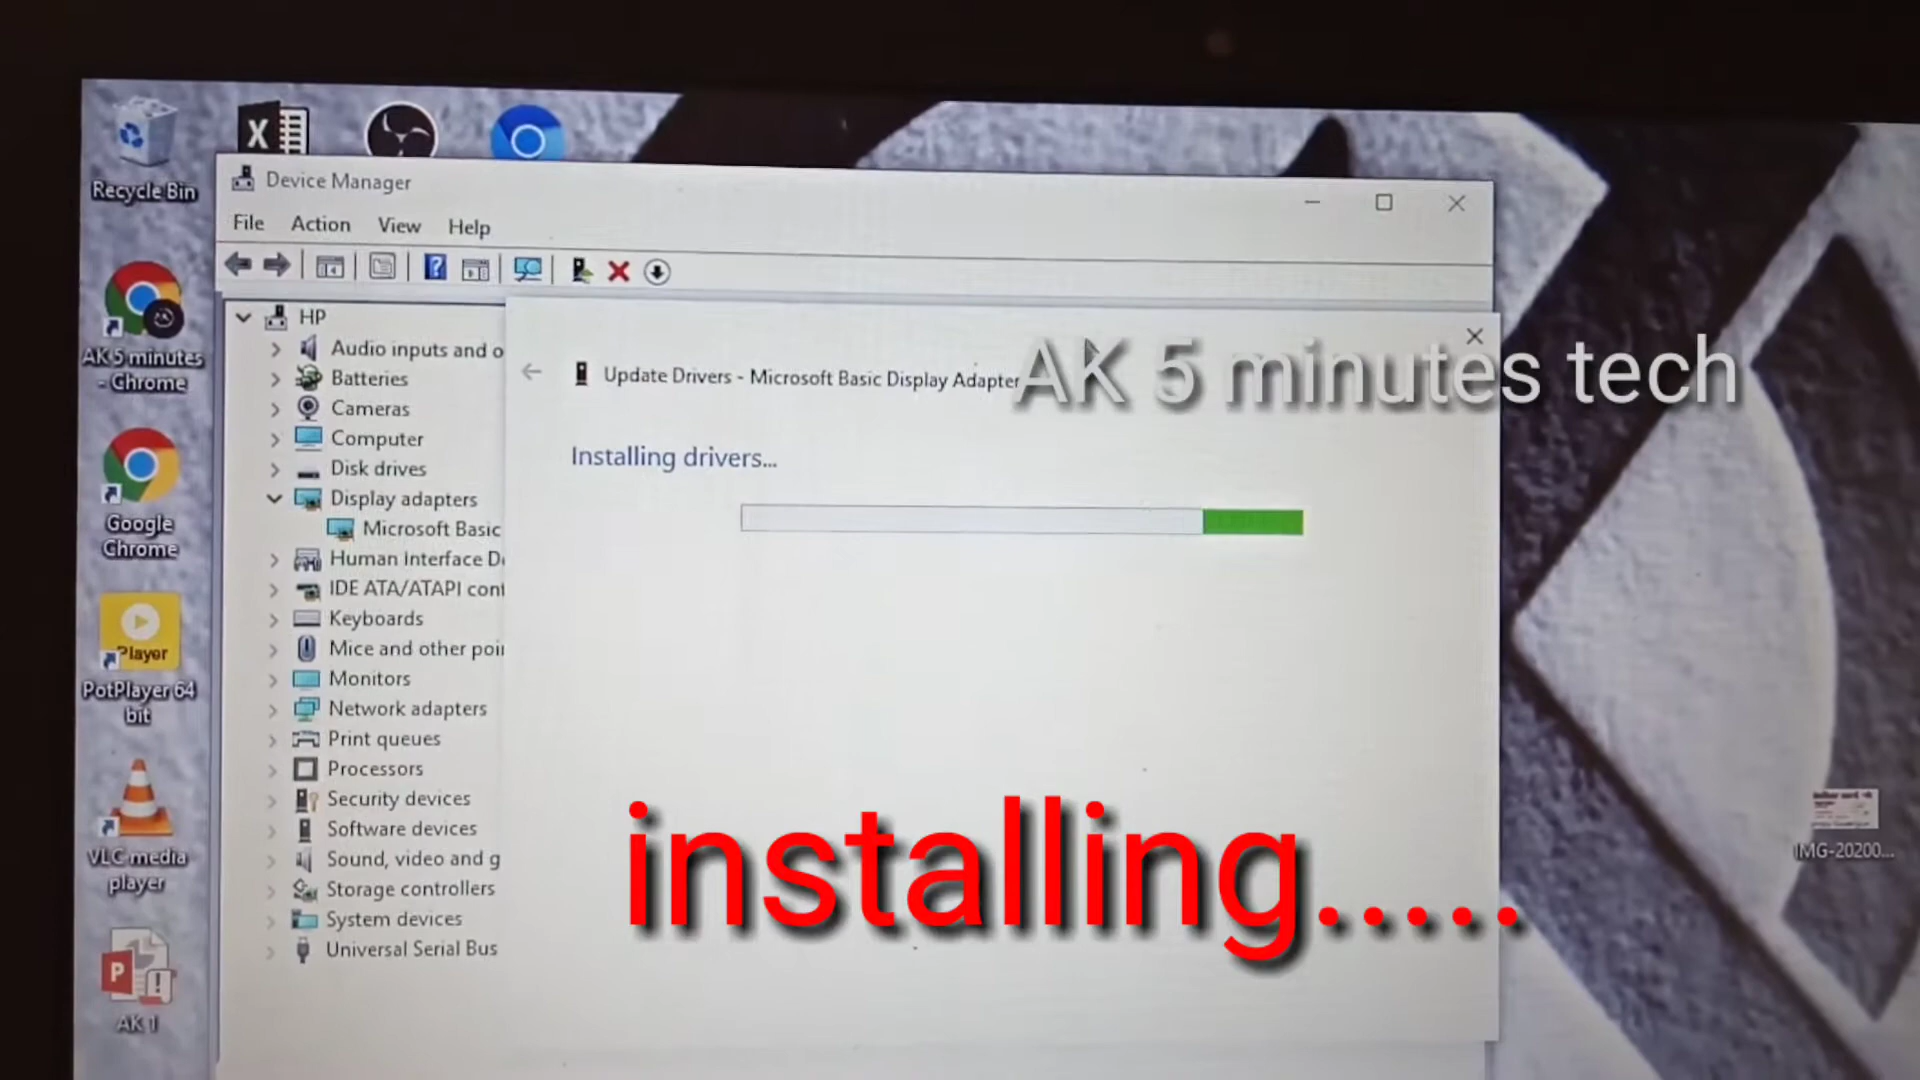 Recycle Bin
Device Manager
File Action View Help
AK 5 minutes
- Chrome
HP
Audio inputs and o
Batteries
Cameras
Computer
Disk drives
Display adapters
Microsoft Basic
Human Interface De
IDE ATA/ATAPI cont
Keyboards
Mice and other poin
Monitors
Network adapters
Print queues
Processors
Security devices
Software devices
Sound, video and g
Storage controllers
System devices
Universal Serial Bus
Update Drivers - Microsoft Basic Display Adapter
AK 5 minutes tech
Installing drivers...
installing.....
Google
Chrome
Player
PotPlayer 64
bit
VLC media
player
P
AK 1
IMG-20200...